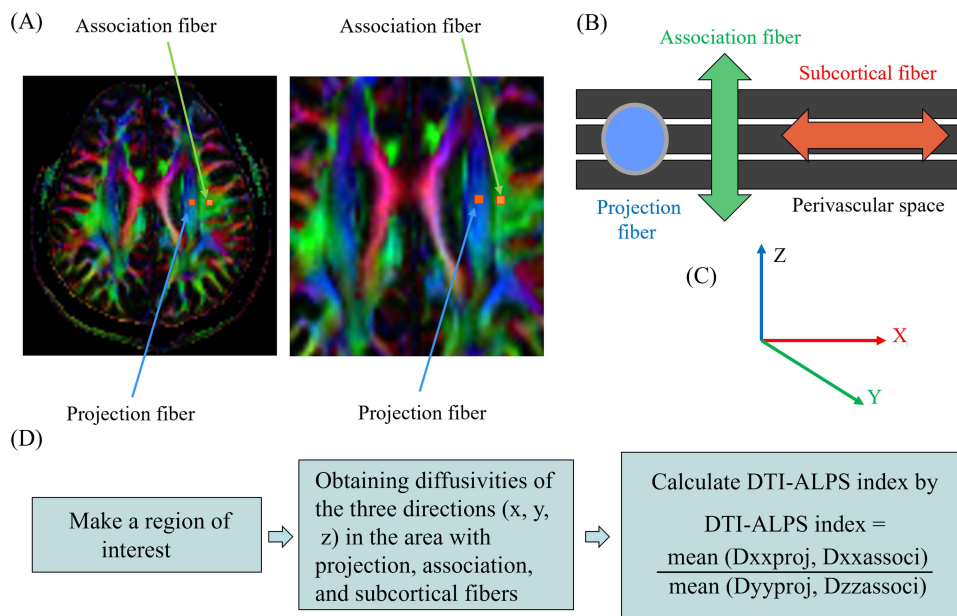 (A)
Association fiber
Association fiber
Projection fiber
Projection fiber
(B)
Association fiber
Subcortical fiber
Projection
fiber
Perivascular space
(C)
Z
X
Y
(D)
Make a region of
interest
Obtaining diffusivities of
the three directions (x, y,
z) in the area with
projection, association,
and subcortical fibers
Calculate DTI-ALPS index by
DTI-ALPS index =
mean (Dxxproj, Dxxassoci)
mean (Dyyproj, Dzzassoci)